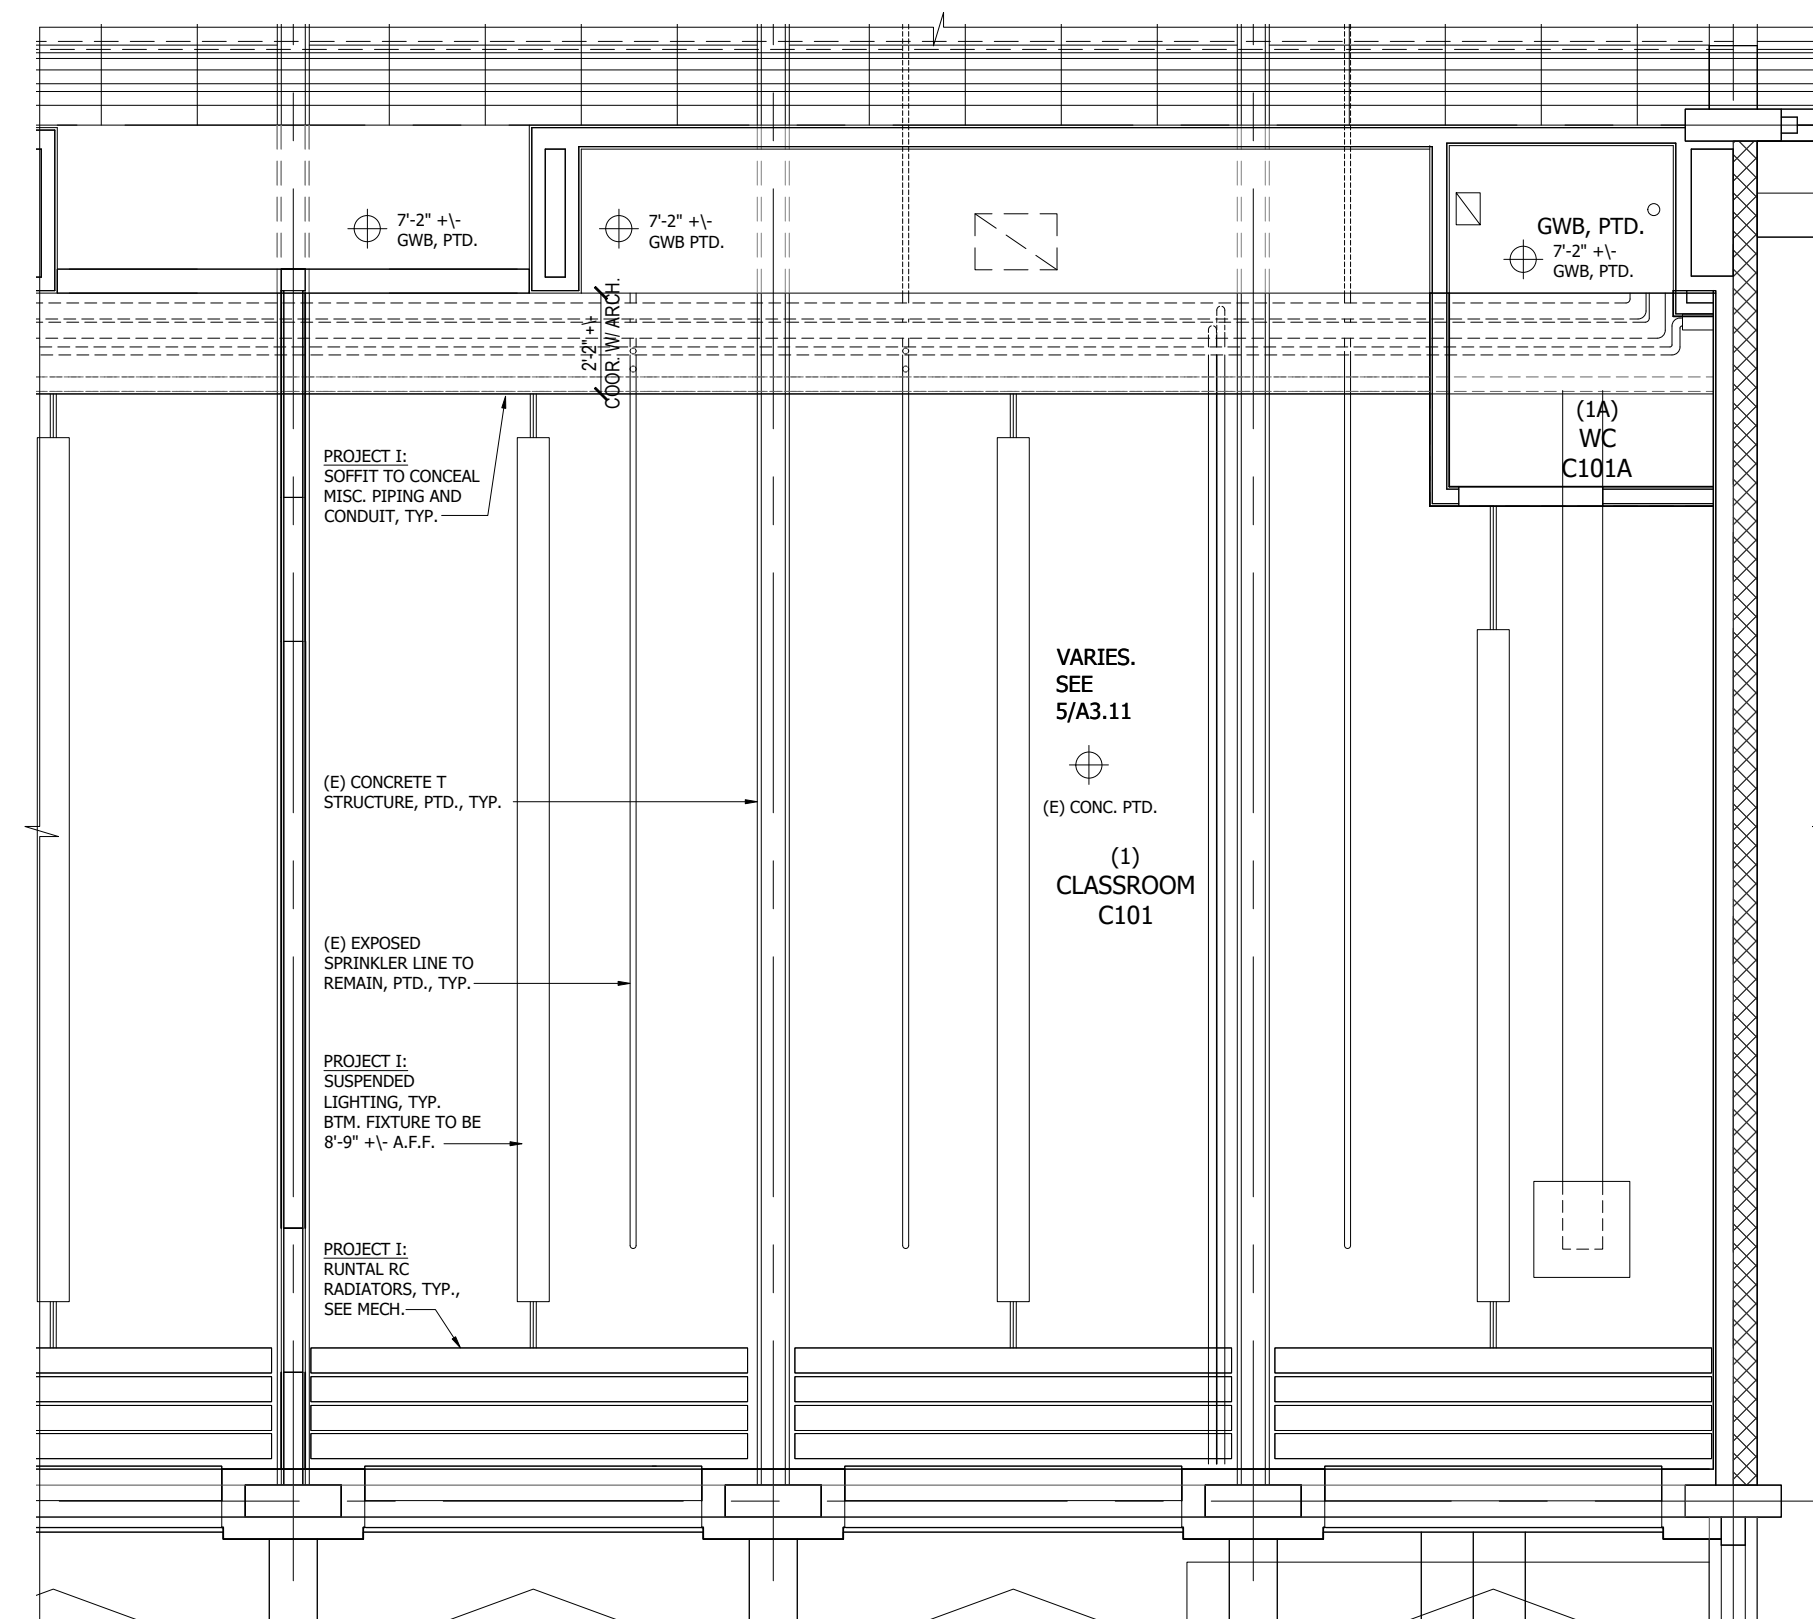 7'-2" +\-
GWB, PTD.
7'-2" +\-
GWB PTD.
GWB, PTD.
7'-2" +\-
GWB, PTD.
2'-2" +\-
COOR. W/ ARCH.
(1A)
WC
C101A
PROJECT I:
SOFFIT TO CONCEAL
MISC. PIPING AND
CONDUIT, TYP.
VARIES.
SEE
5/A3.11
(E) CONC. PTD.
(E) CONCRETE T
STRUCTURE, PTD., TYP.
(1)
CLASSROOM
C101
(E) EXPOSED
SPRINKLER LINE TO
REMAIN, PTD., TYP.
PROJECT I:
SUSPENDED
LIGHTING, TYP.
BTM. FIXTURE TO BE
8'-9" +\- A.F.F.
PROJECT I:
RUNTAL RC
RADIATORS, TYP.,
SEE MECH.